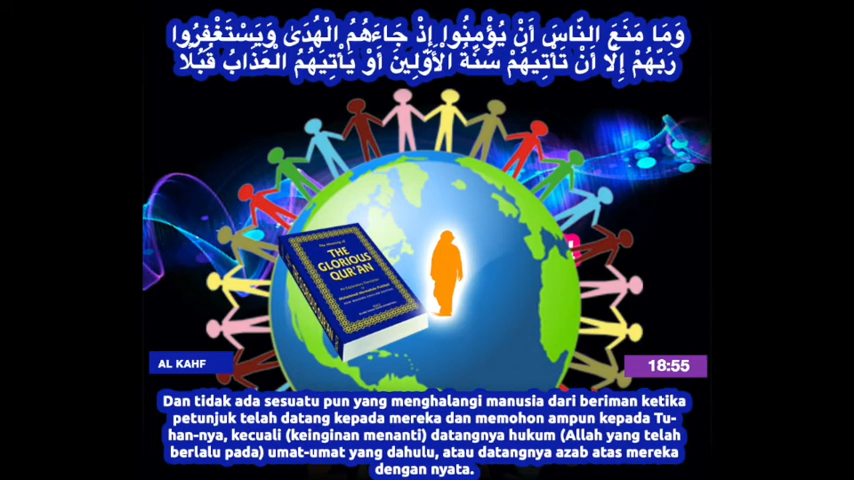 وَمَا مَنَعَ النَّاسَ أَنْ يُؤْمِنُوا إِذْ جَاءَهُمُ الْهُدَىٰ وَيَسْتَغْفِرُوا
رَبَّهُمْ إِلَّا أَنْ تَأْتِيَهُمْ سُنَّةُ الْأَوَّلِينَ أَوْ يَأْتِيَهُمُ الْعَذَابُ قُبُلًا
The Meaning of
THE
GLORIOUS
QUR'AN
AL KAHF
18:55
Dan tidak ada sesuatu pun yang menghalangi manusia dari beriman ketika
petunjuk telah datang kepada mereka dan memohon ampun kepada Tu-
han-nya, kecuali (keinginan menanti) datangnya hukum (Allah yang telah
berlalu pada) umat-umat yang dahulu, atau datangnya azab atas mereka
dengan nyata.